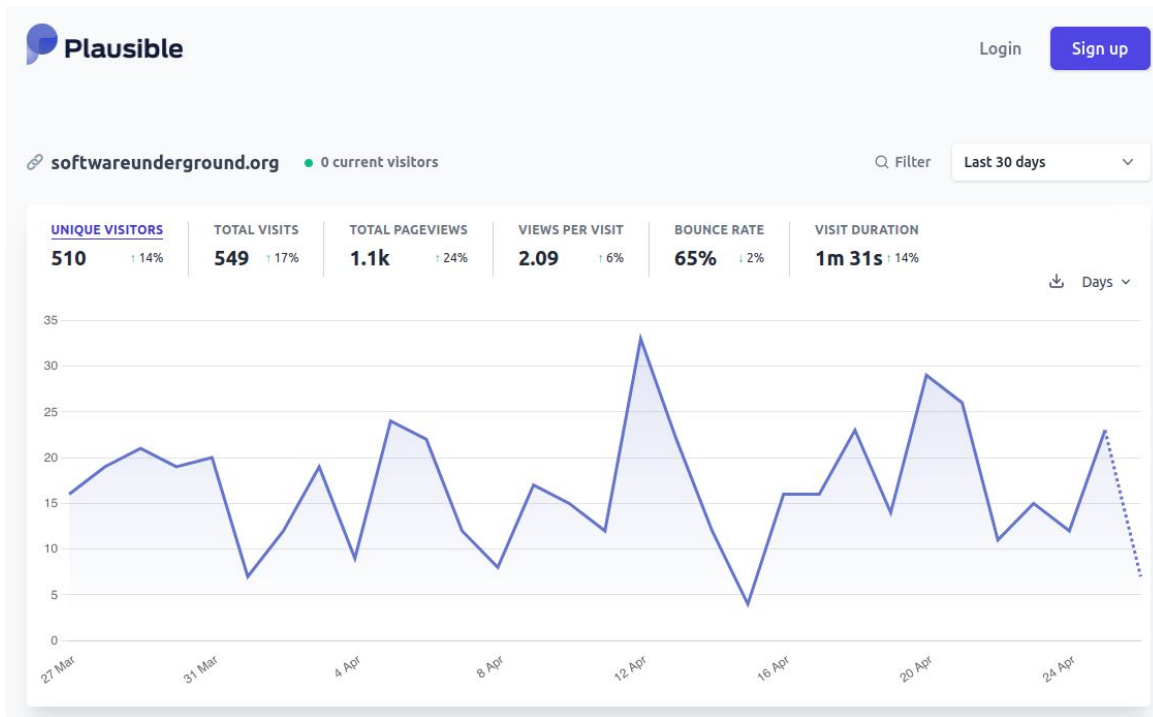 Plausible
Login
Sign up
softwareunderground.org
0 current visitors
Filter
Last 30 days
UNIQUE VISITORS
510 ↑ 14%
TOTAL VISITS
549 ↑ 17%
TOTAL PAGEVIEWS
1.1k ↑ 24%
VIEWS PER VISIT
2.09 ↑ 6%
BOUNCE RATE
65% ↓ 2%
VISIT DURATION
1m 31s ↑ 14%
Days
35
30
25
20
15
10
5
0
27 Mar
31 Mar
4 Apr
8 Apr
12 Apr
16 Apr
20 Apr
24 Apr